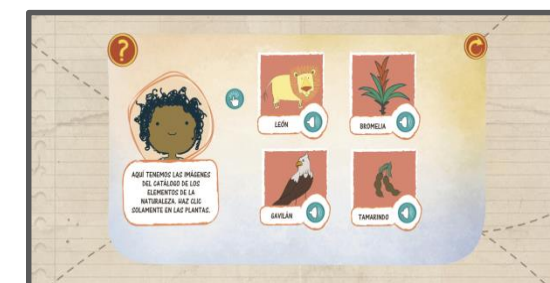 ?
AQUÍ TENEMOS LAS IMÁGENES
DEL CATÁLOGO DE LOS
ELEMENTOS DE LA
NATURALEZA. HAZ CLIC
SOLAMENTE EN LAS PLANTAS.
LEÓN
BROMELIA
GAVILÁN
TAMARINDO